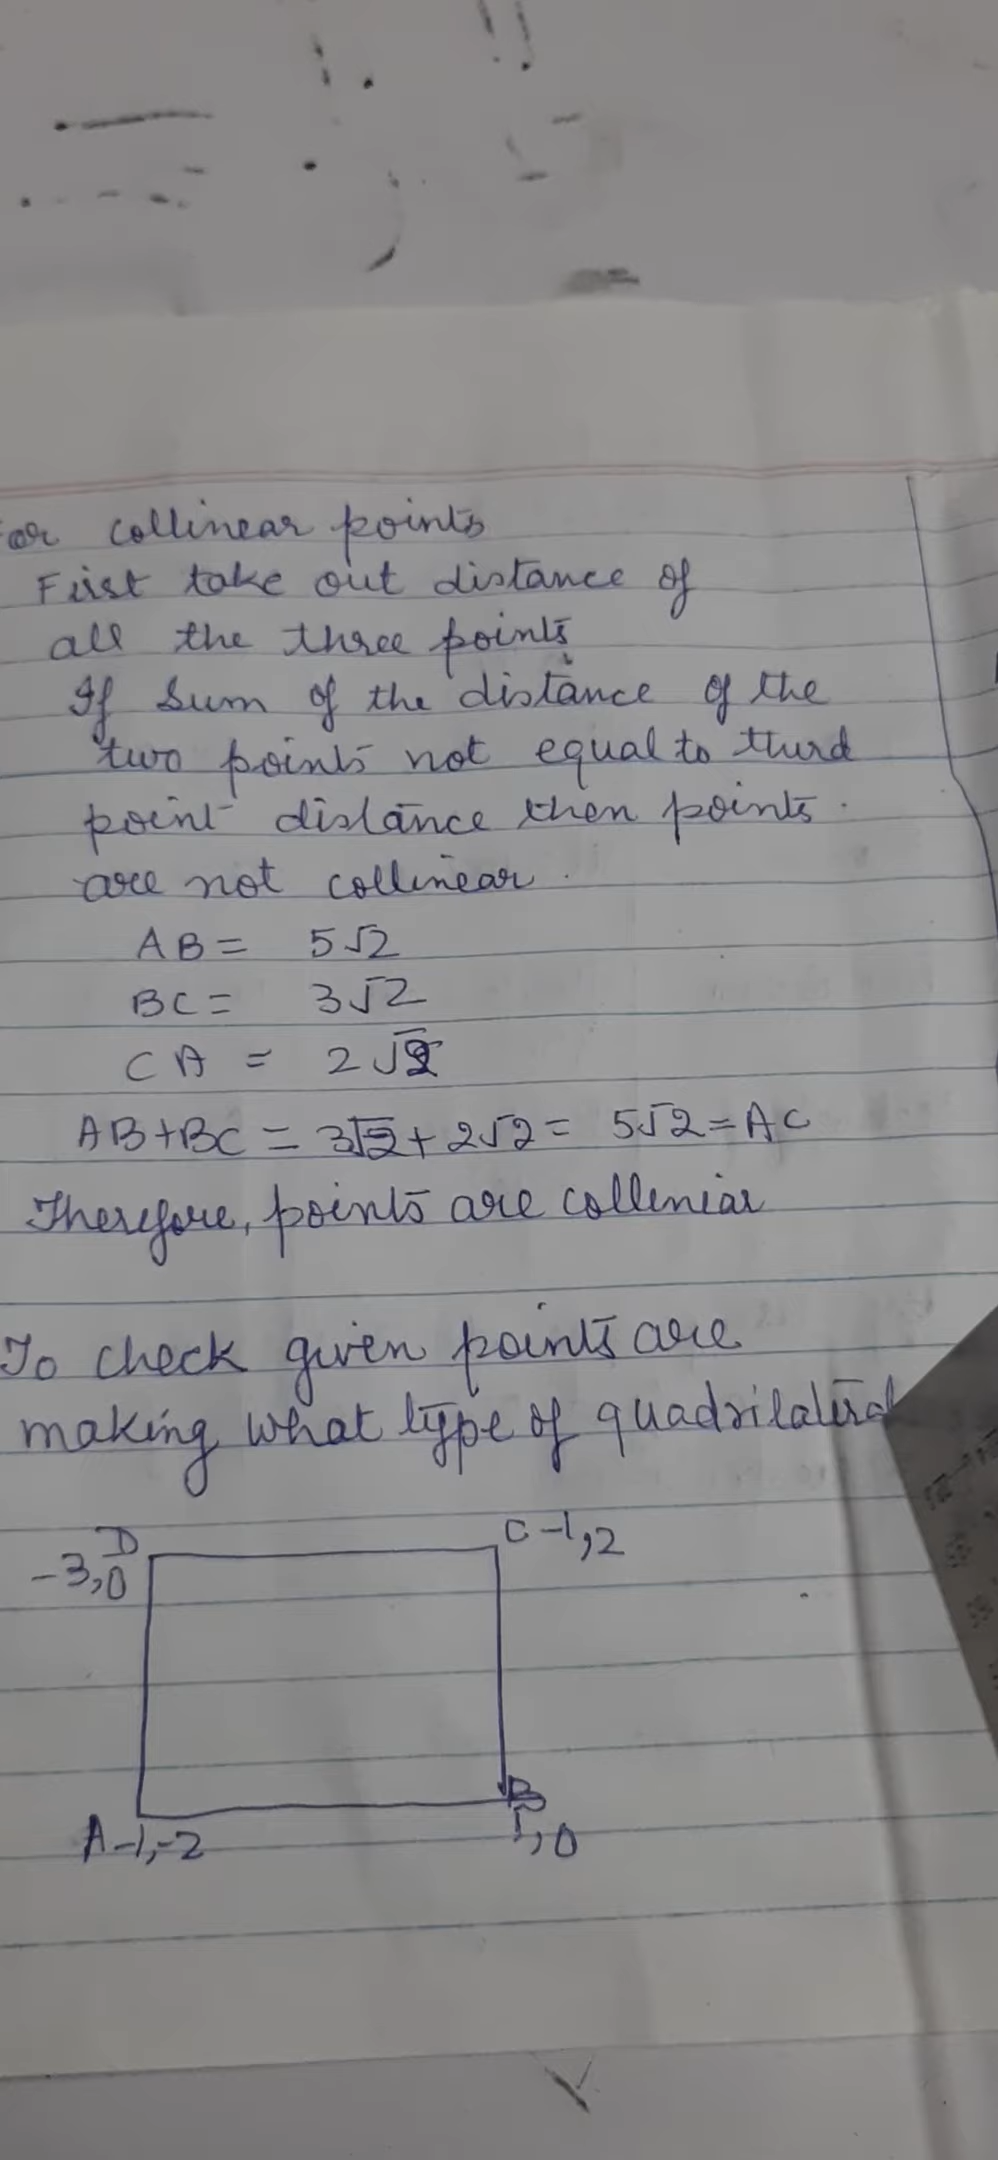 or collinear points
First take out distance of
all the three points
If Sum of the distance of the
two points not equal to third
point distance then points
are not collinear.
AB = 5√2
BC = 3√2
CA = 2√2
AB+BC = 3√2 + 2√2 = 5√2 = AC
Therefore, points are colleniar
To check given points are
making what type of quadrilateral
D
C -1,2
-3,0
B
A -1,-2
1,0